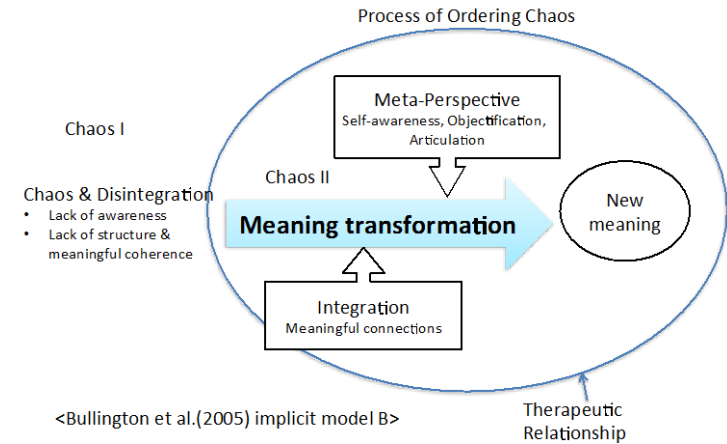 Process of Ordering Chaos
Meta-Perspective
Self-awareness, Objectification,
Articulation
Chaos I
Chaos II
Chaos & Disintegration
• Lack of awareness
• Lack of structure &
meaningful coherence
Meaning transformation
New
meaning
Integration
Meaningful connections
<Bullington et al.(2005) implicit model B>
Therapeutic
Relationship